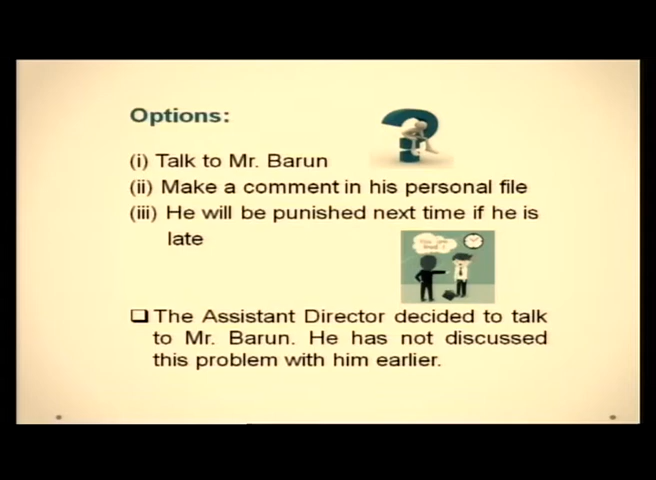 Options:
(i) Talk to Mr. Barun
(ii) Make a comment in his personal file
(iii) He will be punished next time if he is
late
The Assistant Director decided to talk
to Mr. Barun. He has not discussed
this problem with him earlier.